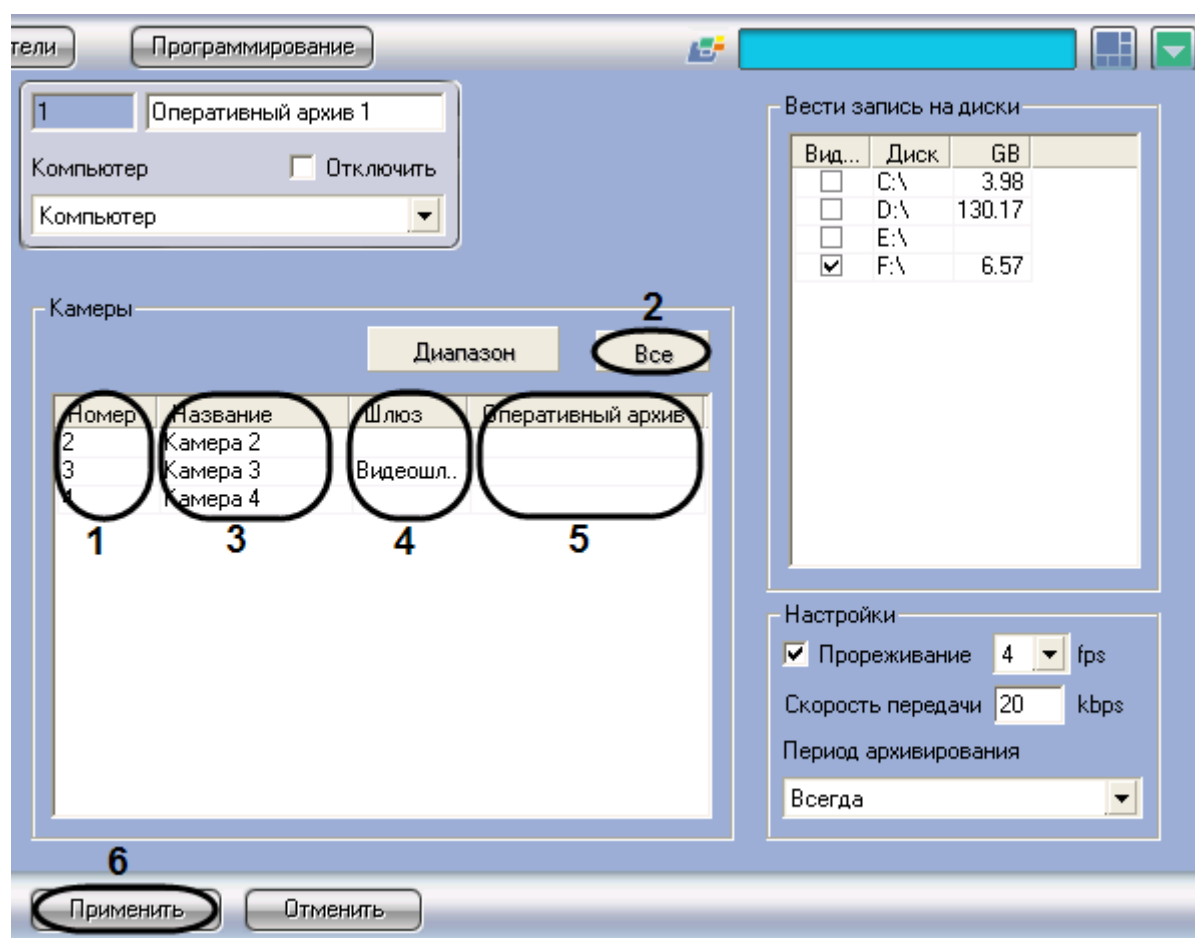 тели Программирование
1 Оперативный архив 1
Компьютер Отключить
Компьютер
Вести запись на диски
Вид... Диск GB
C:\ 3.98
D:\ 130.17
E:\
F:\ 6.57
Камеры
2
Диапазон Все
Номер Название Шлюз Оперативный архив
2 Камера 2
3 Камера 3 Видеошл..
4 Камера 4
1 3 4 5
Настройки
Прореживание 4 fps
Скорость передачи 20 kbps
Период архивирования
Всегда
6
Применить Отменить